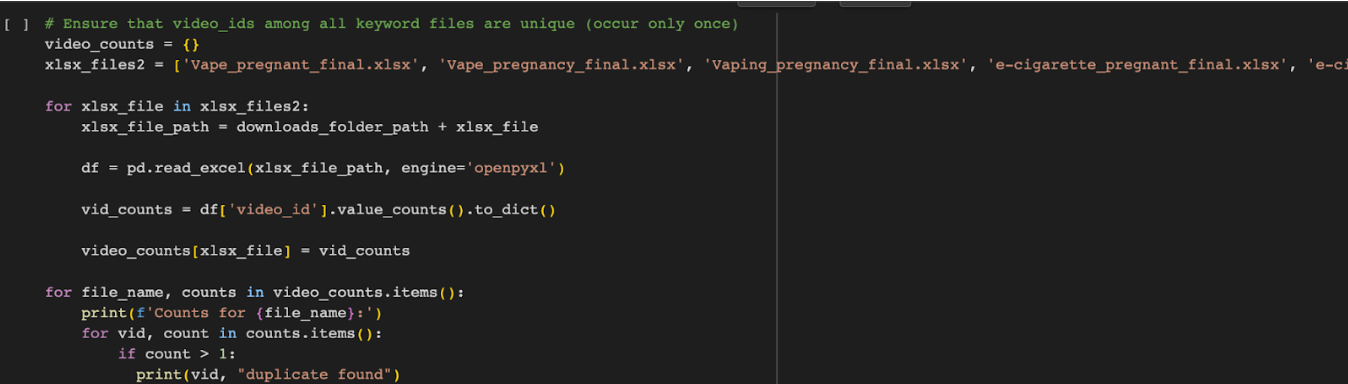 [ ] # Ensure that video_ids among all keyword files are unique (occur only once)
video_counts = {}
xlsx_files2 = ['Vape_pregnant_final.xlsx', 'Vape_pregnancy_final.xlsx', 'Vaping_pregnancy_final.xlsx', 'e-cigarette_pregnant_final.xlsx', 'e-ci
for xlsx_file in xlsx_files2:
xlsx_file_path = downloads_folder_path + xlsx_file
df = pd.read_excel(xlsx_file_path, engine='openpyxl')
vid_counts = df['video_id'].value_counts().to_dict()
video_counts[xlsx_file] = vid_counts
for file_name, counts in video_counts.items():
print(f'Counts for {file_name}:')
for vid, count in counts.items():
if count > 1:
print(vid, "duplicate found")